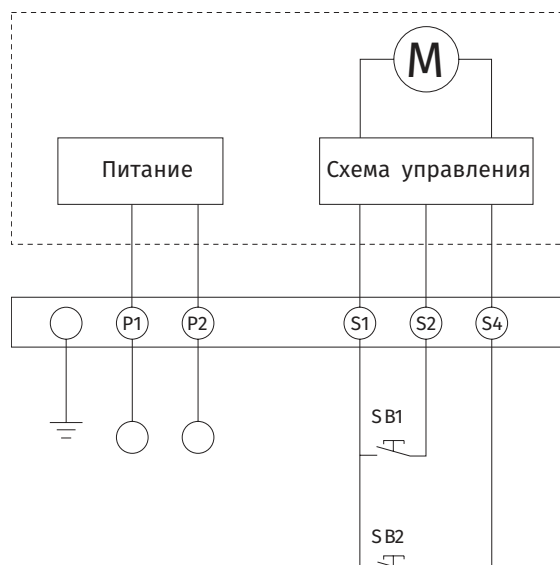 M
Питание
Схема управления
P1 P2 S1 S2 S4
SB1
SB2